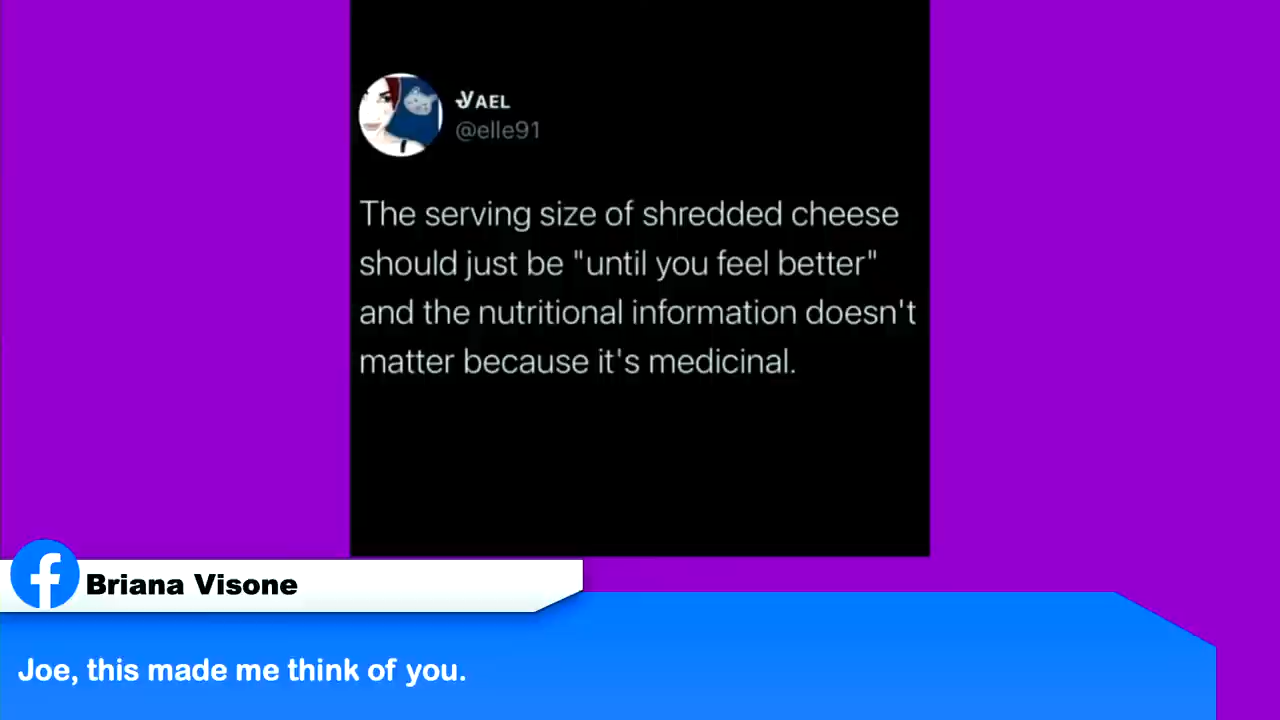 YAEL
@elle91
The serving size of shredded cheese
should just be "until you feel better"
and the nutritional information doesn't
matter because it's medicinal.
Briana Visone
Joe, this made me think of you.